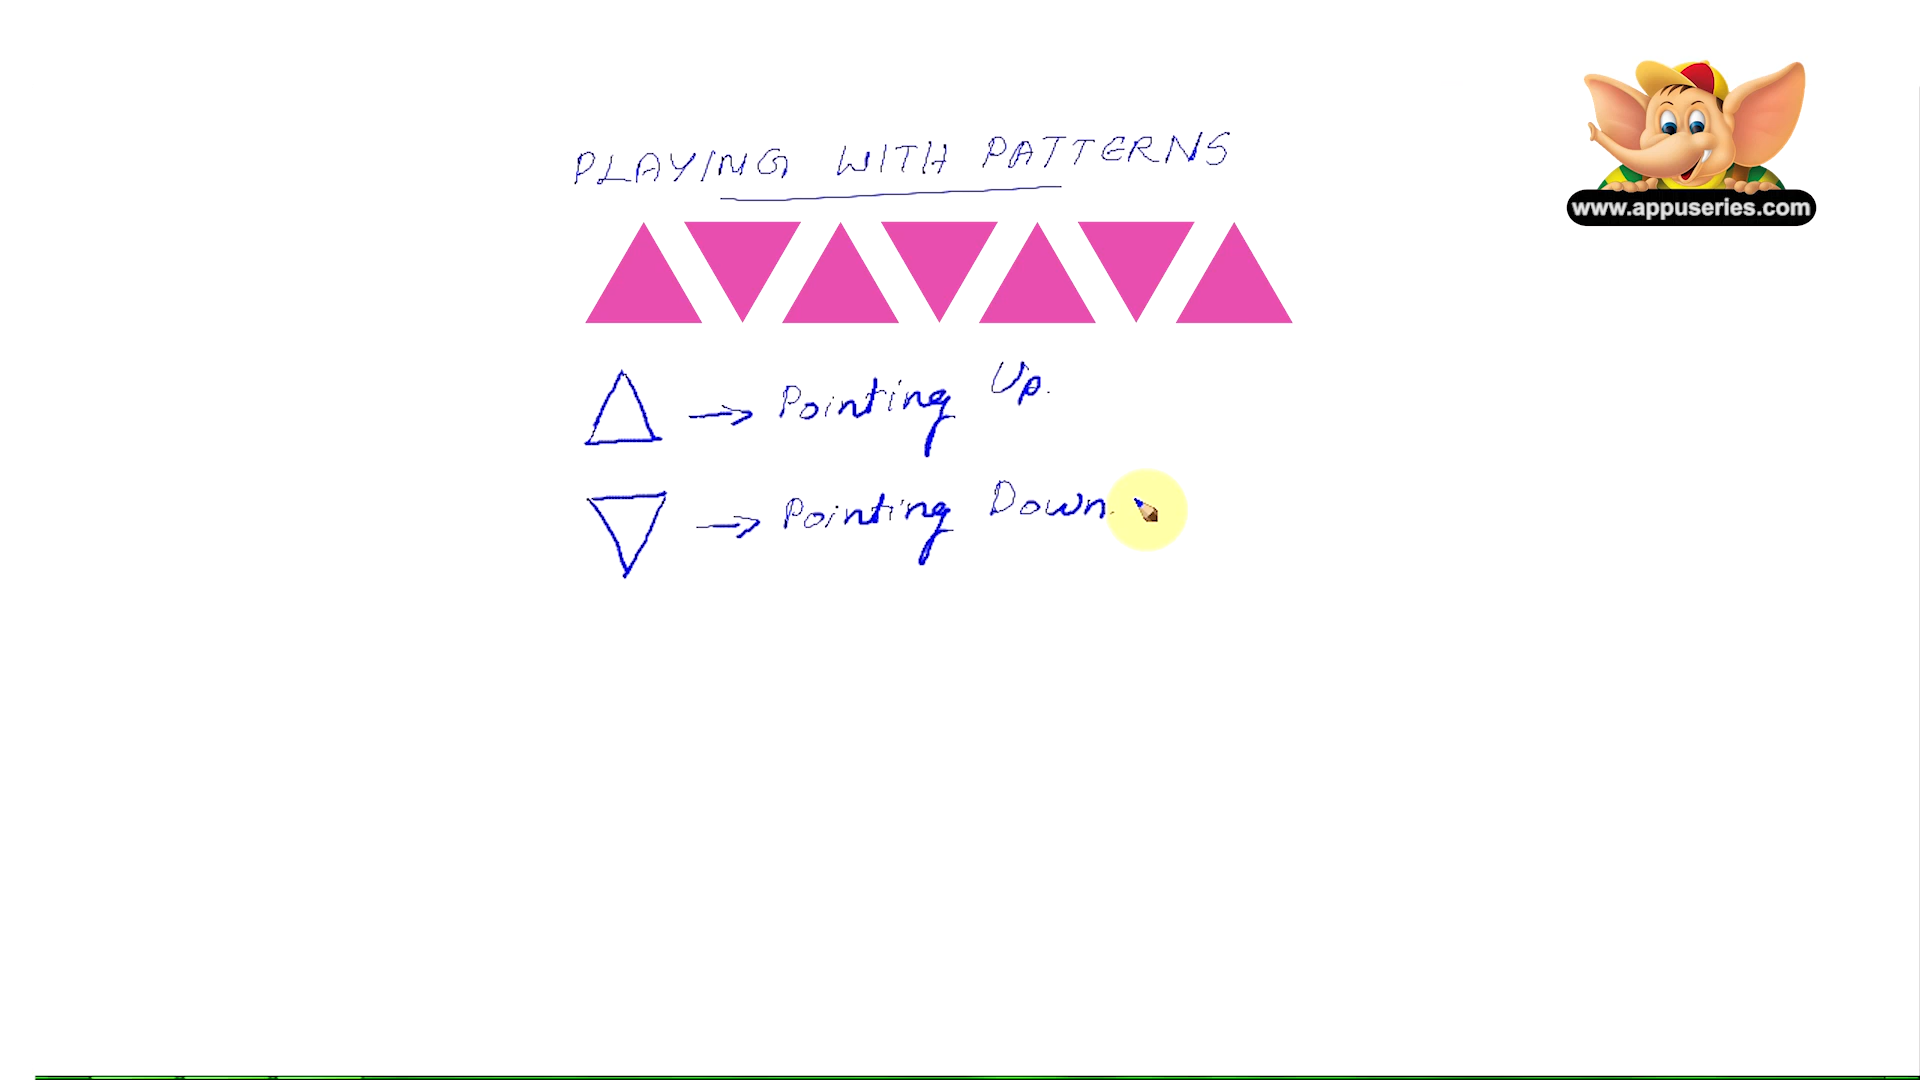 PLAYING WITH PATTERNS
www.appuseries.com
Pointing Up.
Pointing Down.